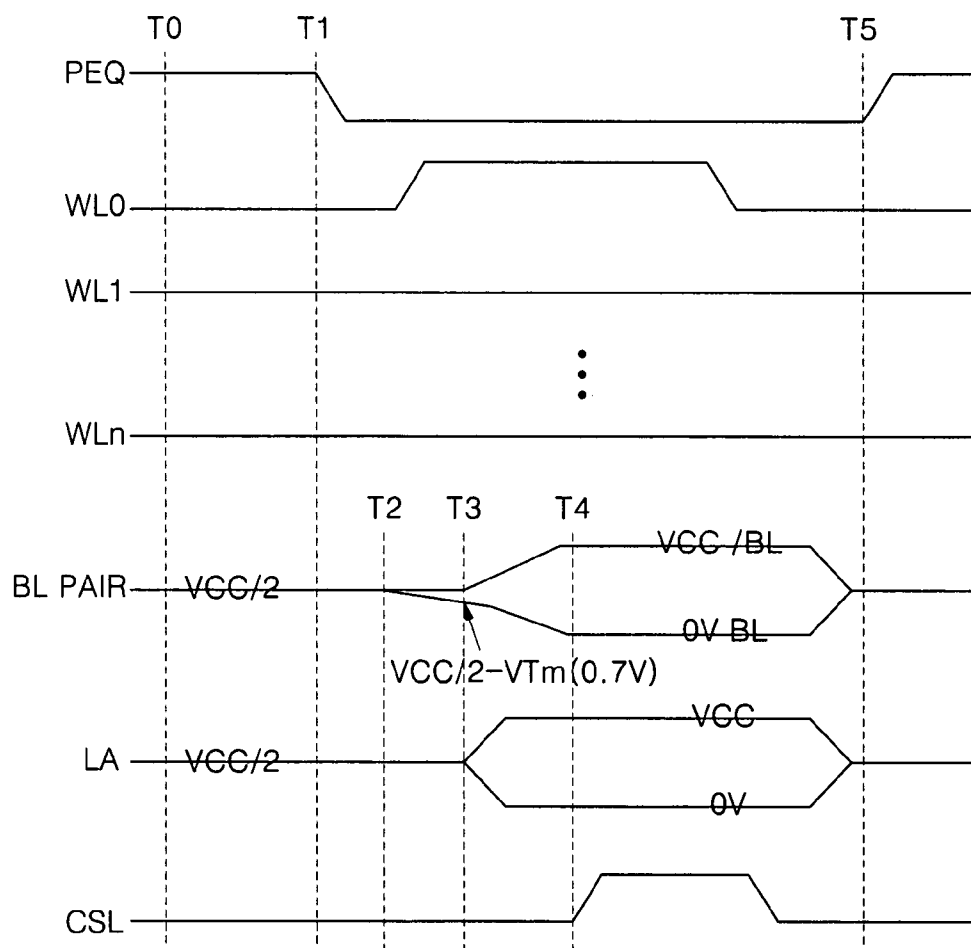 T0 T1 T5
PEQ
WL0
WL1
WLn
T2 T3 T4
BL PAIR VCC/2 VCC /BL
0V BL
VCC/2-VTm(0.7V)
VCC
LA VCC/2
0V
CSL